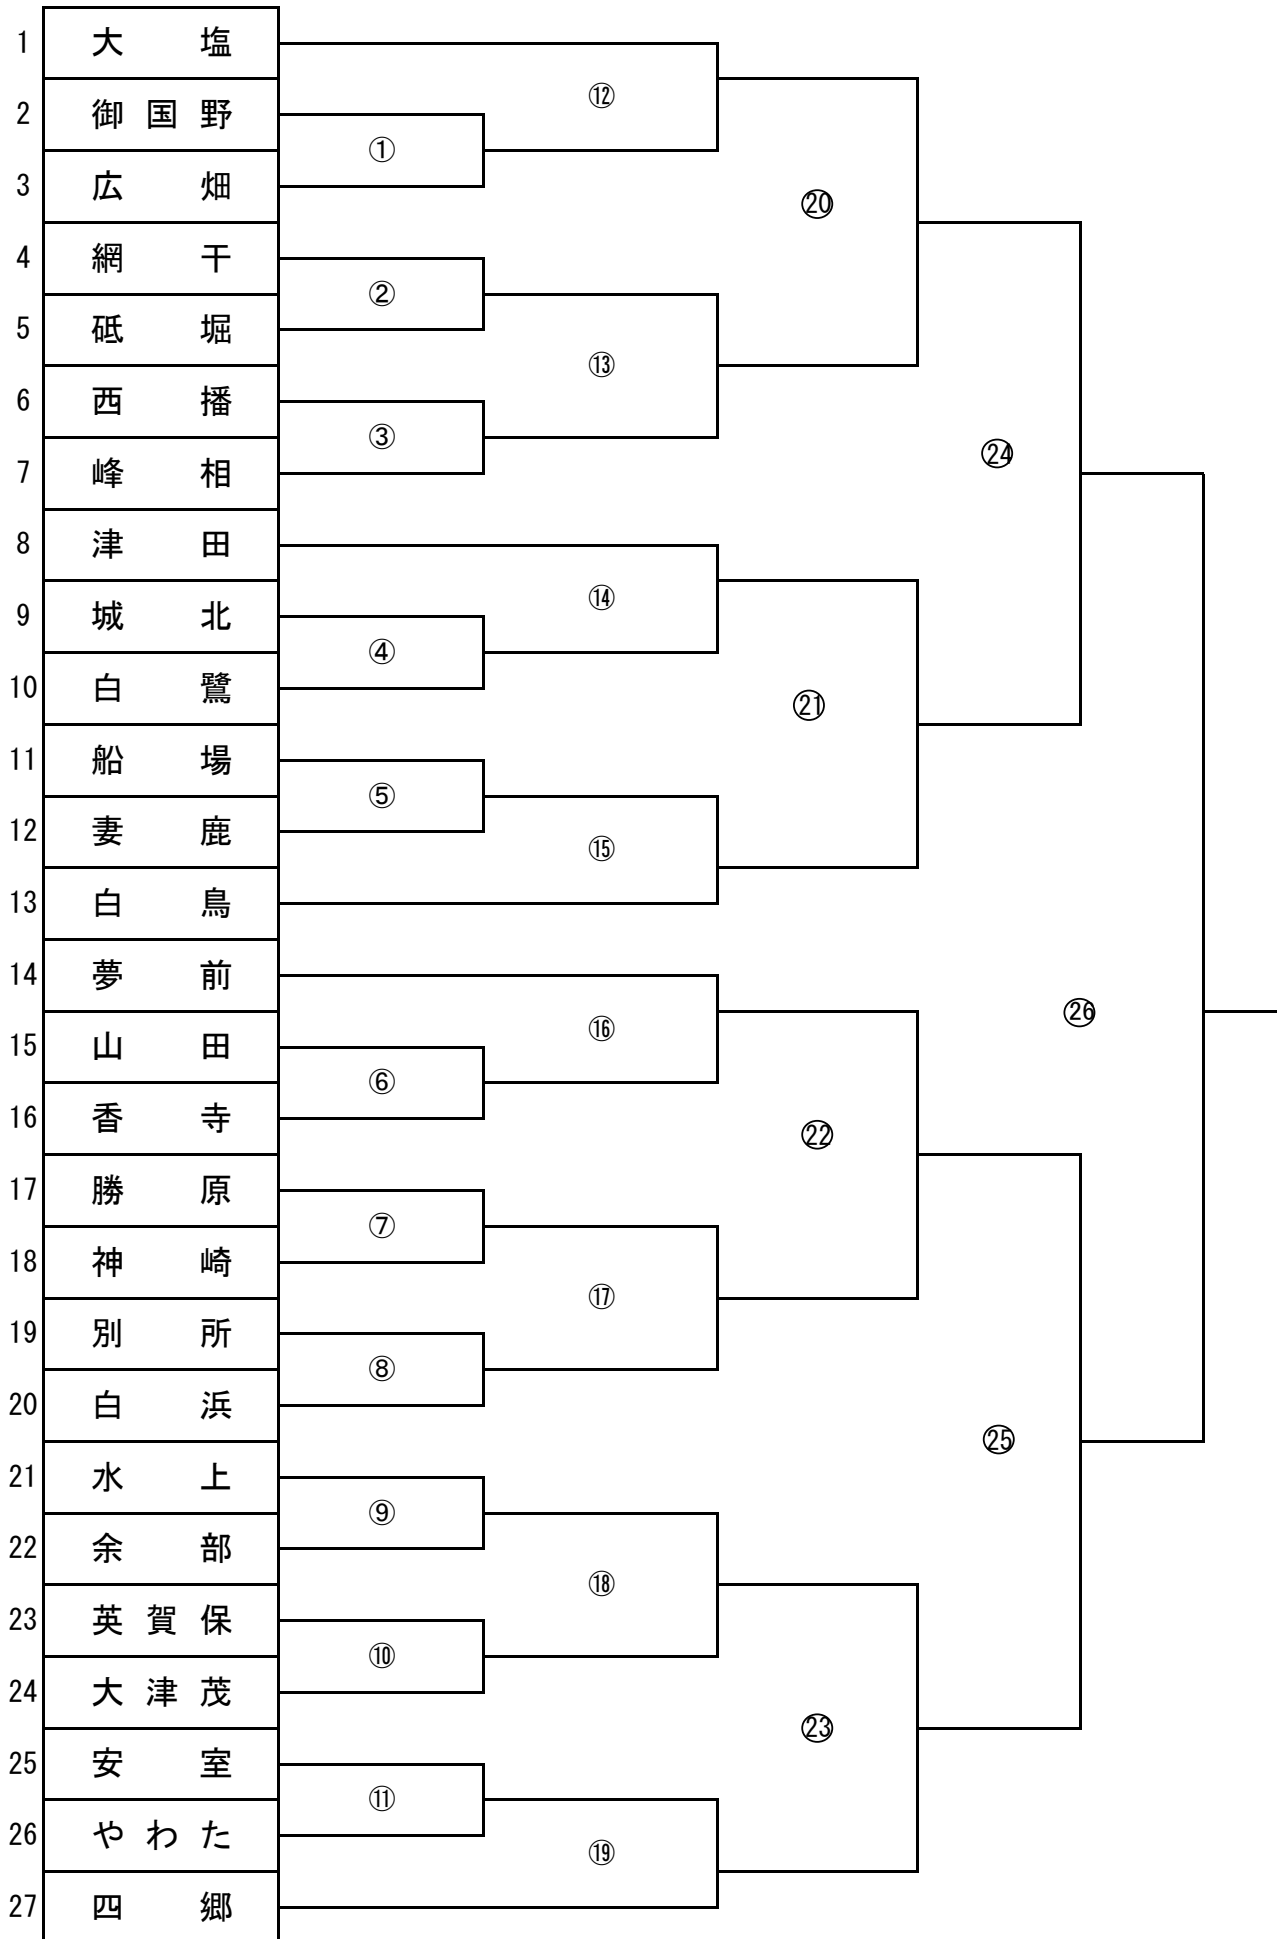 1 大塩
⑫
2 御国野
①
3 広畑
⑳
4 網干
②
5 砥堀
⑬
6 西播
③
㉔
7 峰相
8 津田
⑭
9 城北
④
10 白鷺
㉑
11 船場
⑤
12 妻鹿
⑮
13 白鳥
14 夢前
㉖
⑯
15 山田
⑥
16 香寺
㉒
17 勝原
⑦
18 神崎
⑰
19 別所
⑧
20 白浜
㉕
21 水上
⑨
22 余部
⑱
23 英賀保
⑩
24 大津茂
㉓
25 安室
⑪
26 やわた
⑲
27 四郷